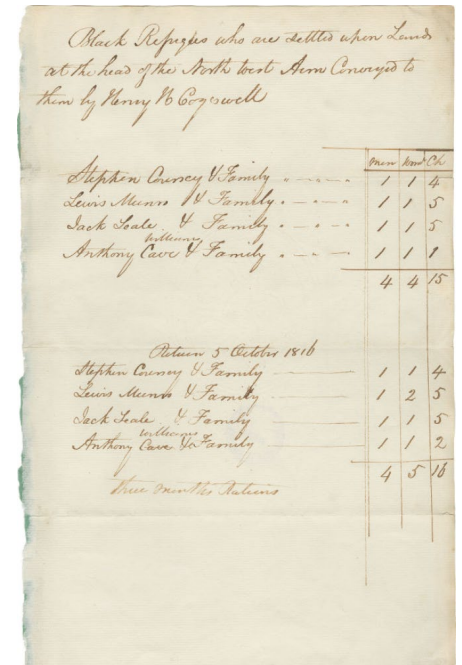 Black Refugees who are settled upon Lands
at the head of the North West Arm Conveyed to
them by Henry H Cogswell
men wom Ch
Stephen Coursey & Family 1 1 4
Lewis Munro & Family 1 1 5
Jack Seale & Family 1 1 5
Williams
Anthony Cave & Family 1 1 1
4 4 15
Return 5 October 1816
Stephen Coursey & Family 1 1 4
Lewis Munro & Family 1 2 5
Jack Seale & Family 1 1 5
Williams
Anthony Cave & Family 1 1 2
4 5 16
three months Rations